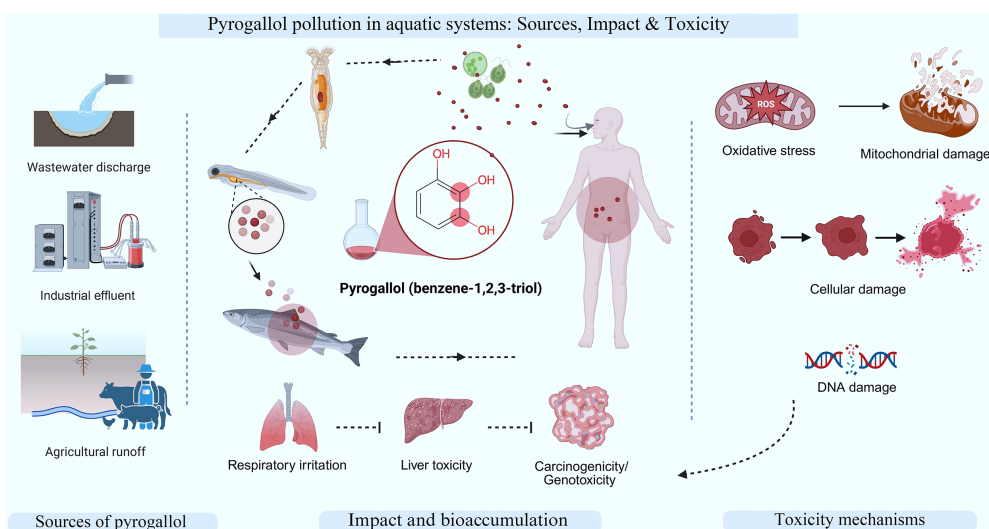 Pyrogallol pollution in aquatic systems: Sources, Impact & Toxicity
Wastewater discharge
Industrial effluent
Agricultural runoff
OH
OH
OH
Pyrogallol (benzene-1,2,3-triol)
Respiratory irritation
Liver toxicity
Carcinogenicity/
Genotoxicity
ROS
Oxidative stress
Mitochondrial damage
Cellular damage
DNA damage
Sources of pyrogallol
Impact and bioaccumulation
Toxicity mechanisms